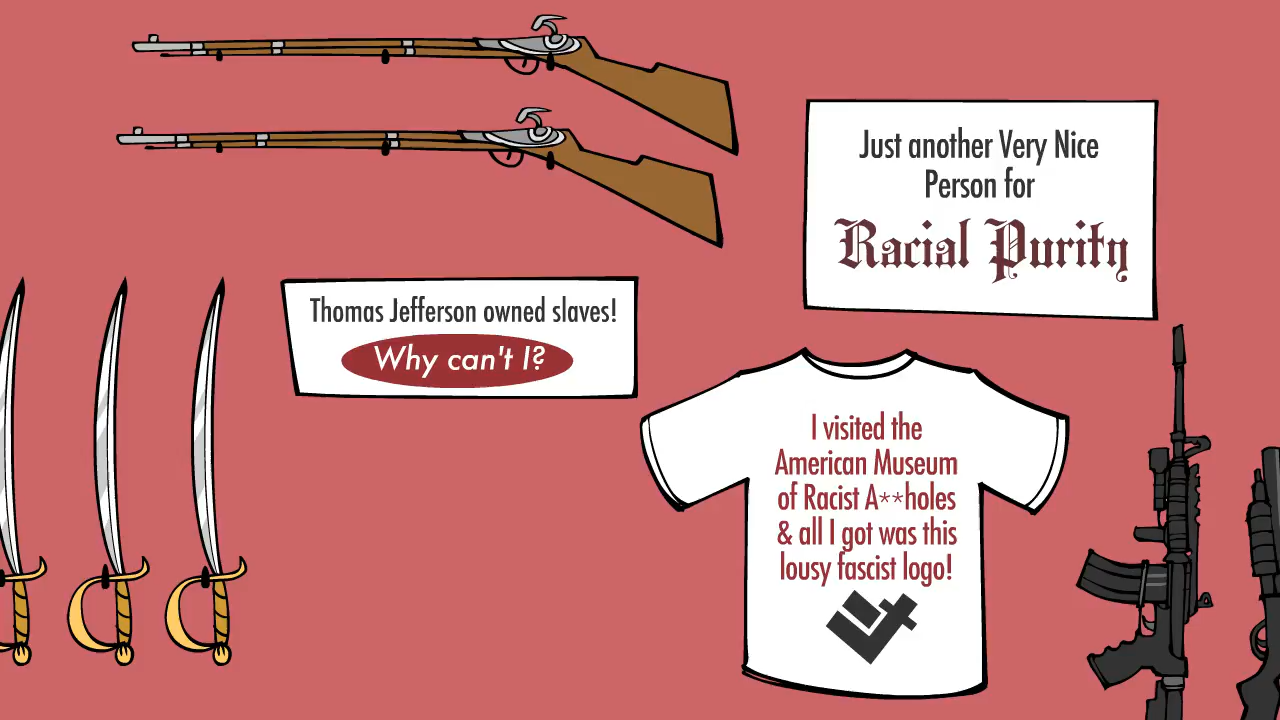 Just another Very Nice
Person for
Racial Purity
Thomas Jefferson owned slaves!
Why can't I?
I visited the
American Museum
of Racist A**holes
& all I got was this
lousy fascist logo!